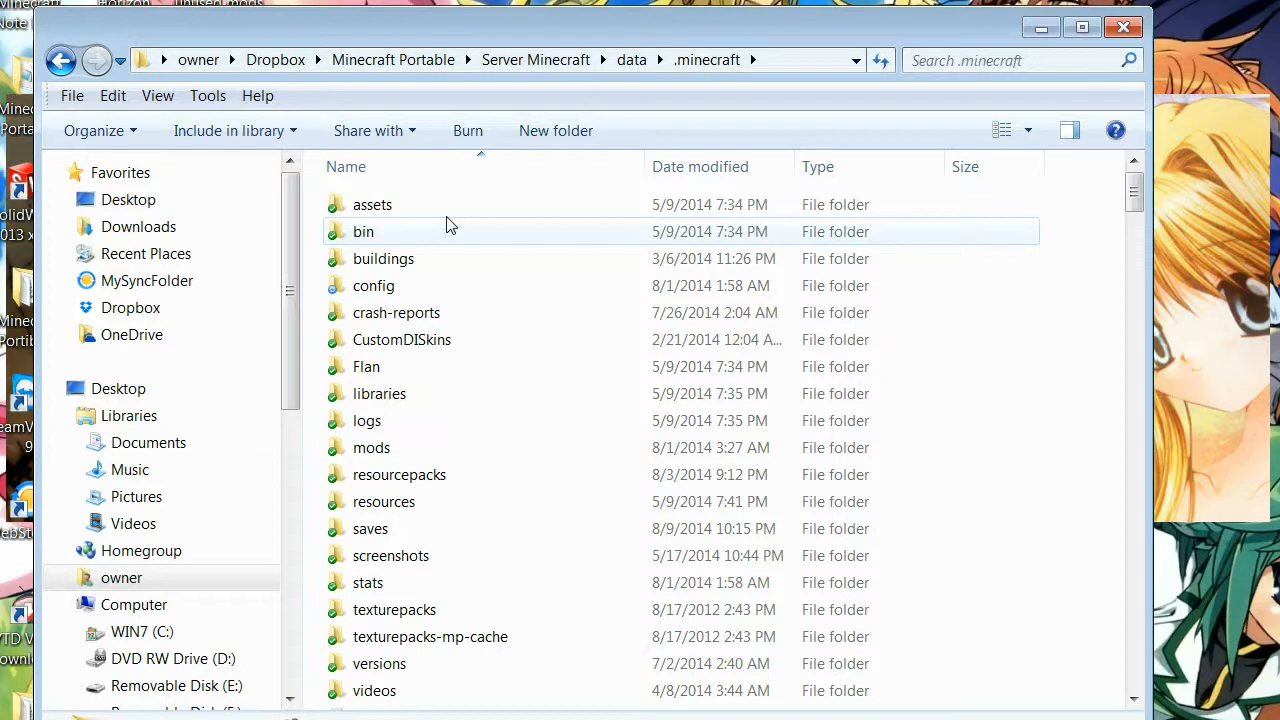 Note
unused_mods
owner Dropbox Minecraft Portable Server Minecraft data .minecraft Search .minecraft
File Edit View Tools Help
Organize Include in library Share with Burn New folder
Name Date modified Type Size
Favorites
Desktop
Downloads
Recent Places
MySyncFolder
Dropbox
OneDrive
Desktop
Libraries
Documents
Music
Pictures
Videos
Homegroup
owner
Computer
WIN7 (C:)
DVD RW Drive (D:)
Removable Disk (E:)
assets 5/9/2014 7:34 PM File folder
bin 5/9/2014 7:34 PM File folder
buildings 3/6/2014 11:26 PM File folder
config 8/1/2014 1:58 AM File folder
crash-reports 7/26/2014 2:04 AM File folder
CustomDISkins 2/21/2014 12:04 A... File folder
Flan 5/9/2014 7:34 PM File folder
libraries 5/9/2014 7:35 PM File folder
logs 5/9/2014 7:35 PM File folder
mods 8/1/2014 3:27 AM File folder
resourcepacks 8/3/2014 9:12 PM File folder
resources 5/9/2014 7:41 PM File folder
saves 8/9/2014 10:15 PM File folder
screenshots 5/17/2014 10:44 PM File folder
stats 8/1/2014 1:58 AM File folder
texturepacks 8/17/2012 2:43 PM File folder
texturepacks-mp-cache 8/17/2012 2:43 PM File folder
versions 7/2/2014 2:40 AM File folder
videos 4/8/2014 3:44 AM File folder